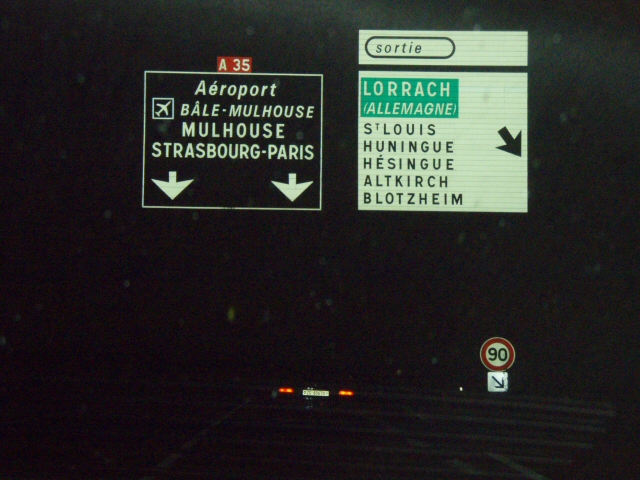 A 35
Aéroport
BÂLE-MULHOUSE
MULHOUSE
STRASBOURG-PARIS
sortie
LORRACH
(ALLEMAGNE)
ST LOUIS
HUNINGUE
HÉSINGUE
ALTKIRCH
BLOTZHEIM
90